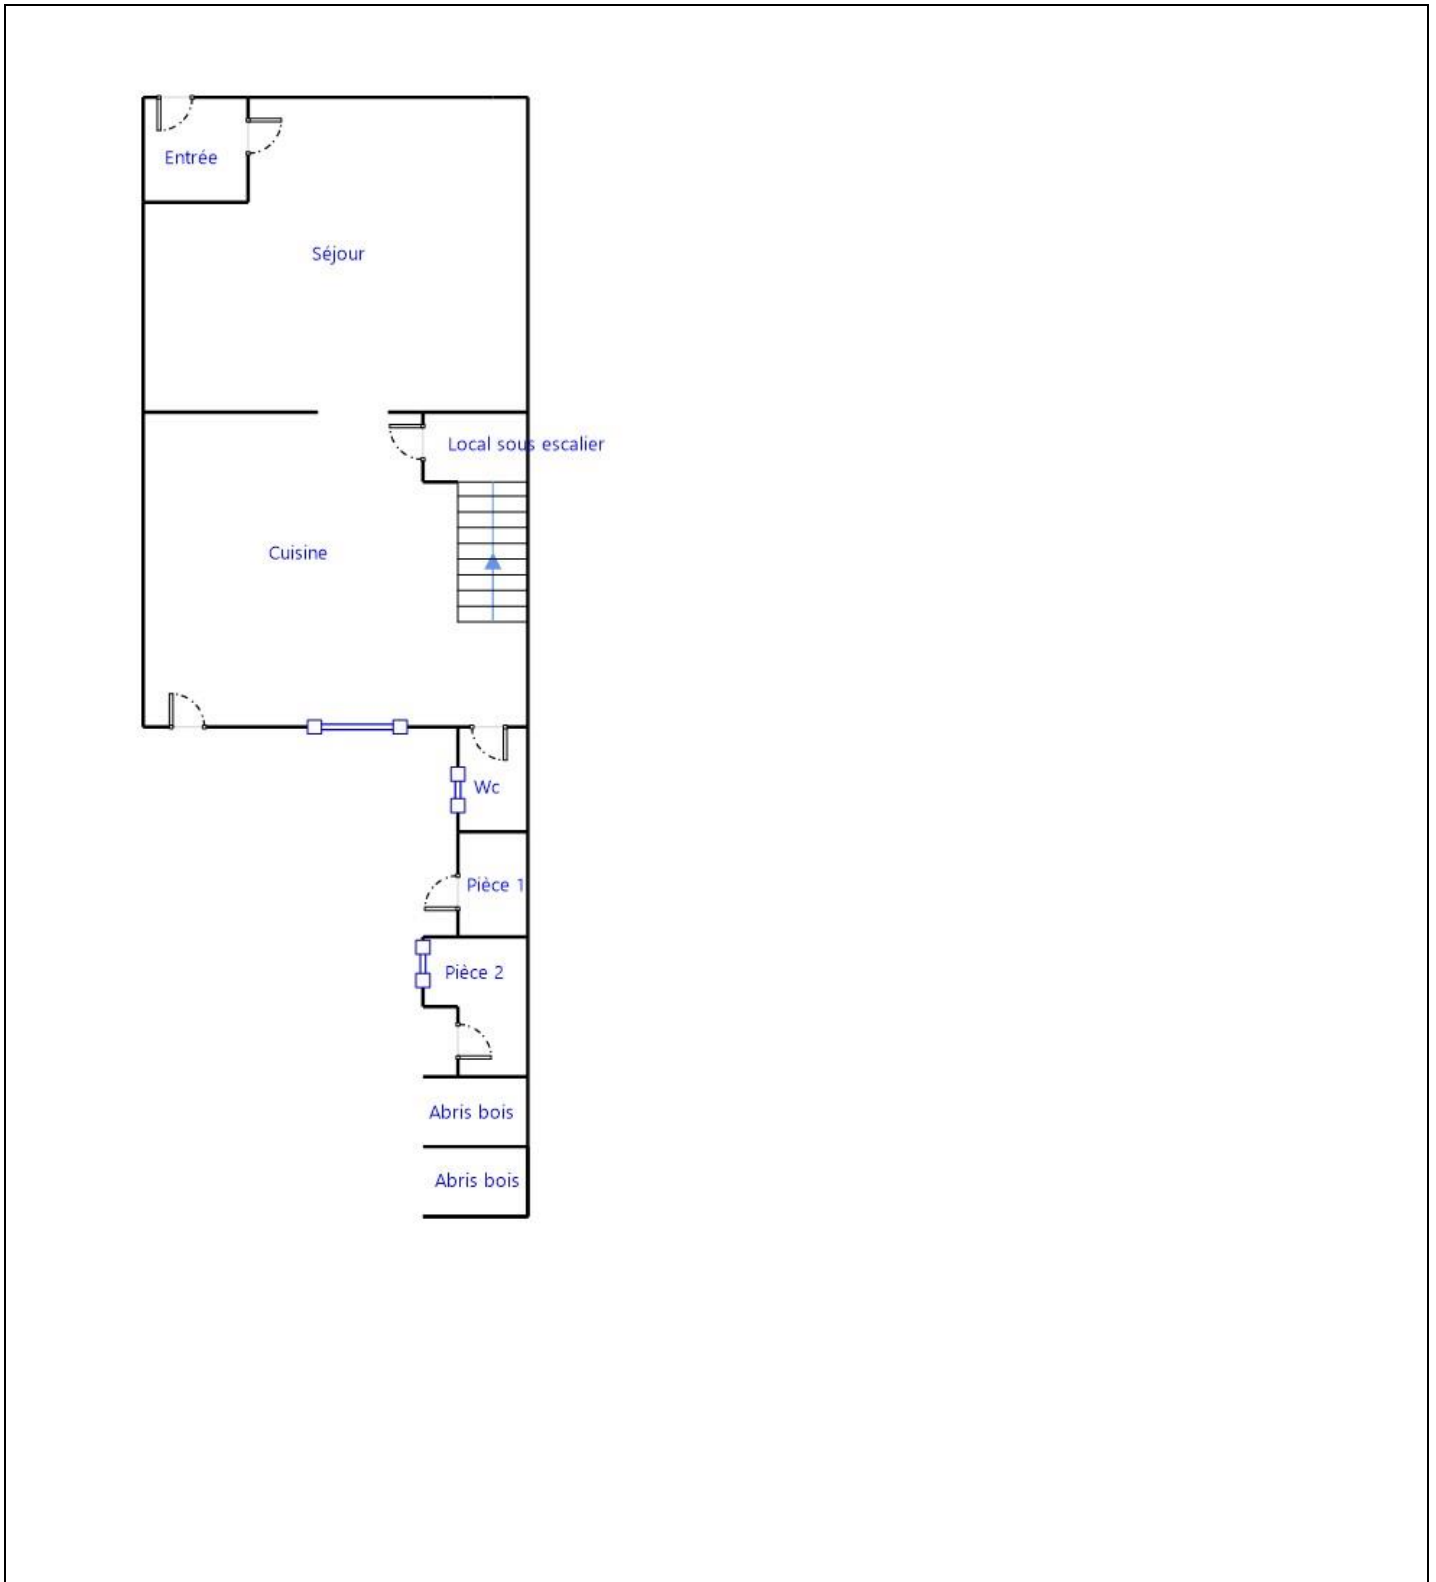 Entrée
Séjour
Local sous escalier
Cuisine
Wc
Pièce 1
Pièce 2
Abris bois
Abris bois